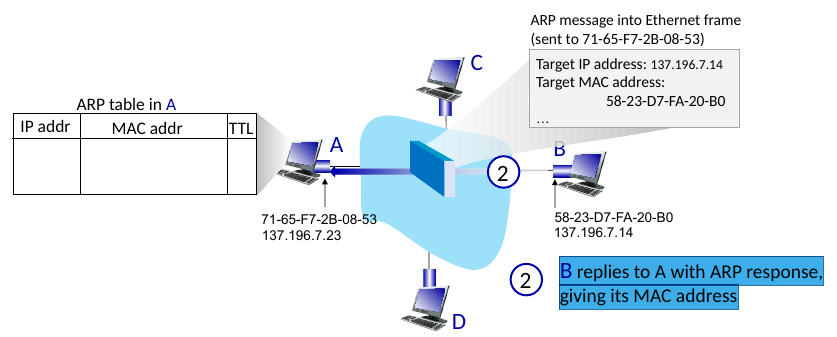 ARP message into Ethernet frame
(sent to 71-65-F7-2B-08-53)
Target IP address: 137.196.7.14
Target MAC address:
58-23-D7-FA-20-B0
...
C
ARP table in A
IP addr MAC addr TTL
A
B
2
71-65-F7-2B-08-53
137.196.7.23
58-23-D7-FA-20-B0
137.196.7.14
2
B replies to A with ARP response,
giving its MAC address
D